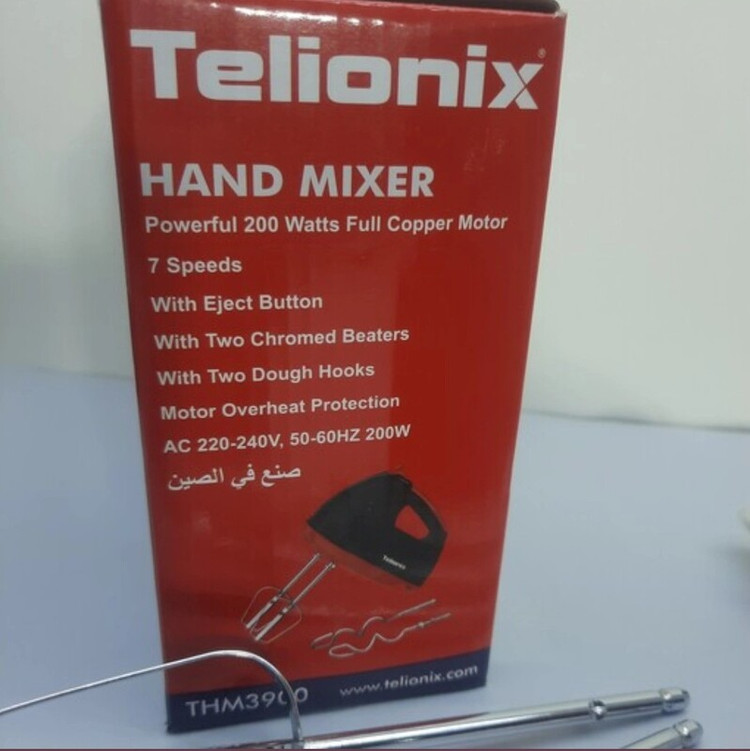 Telionix®
HAND MIXER
Powerful 200 Watts Full Copper Motor
7 Speeds
With Eject Button
With Two Chromed Beaters
With Two Dough Hooks
Motor Overheat Protection
AC 220-240V, 50-60HZ 200W
صنع في الصين
Telionix
THM3900 www.telionix.com